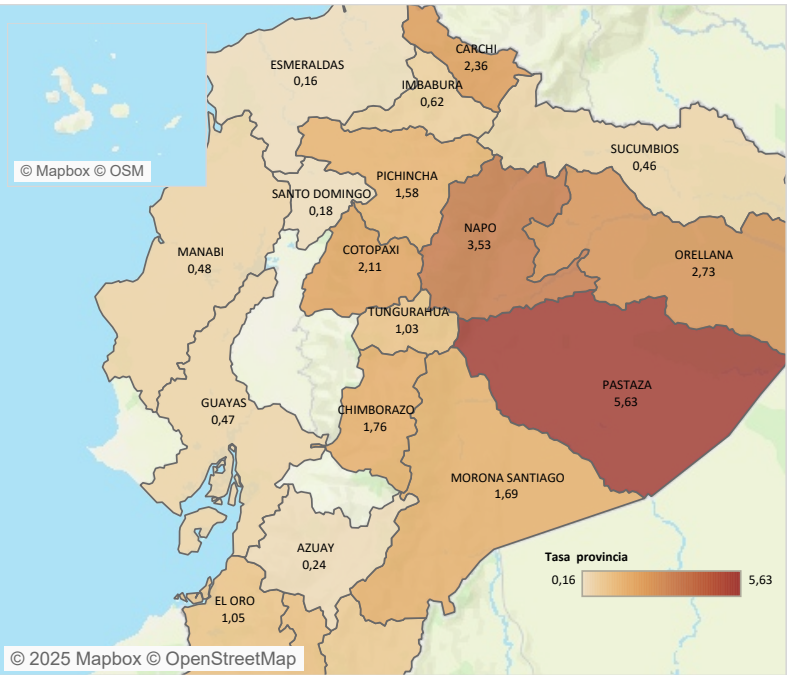 CARCHI
2,36
ESMERALDAS
0,16
IMBABURA
0,62
SUCUMBIOS
0,46
© Mapbox © OSM
PICHINCHA
1,58
SANTO DOMINGO
0,18
NAPO
3,53
MANABI
0,48
COTOPAXI
2,11
ORELLANA
2,73
TUNGURAHUA
1,03
PASTAZA
5,63
GUAYAS
0,47
CHIMBORAZO
1,76
MORONA SANTIAGO
1,69
AZUAY
0,24
Tasa provincia
0,16 5,63
EL ORO
1,05
© 2025 Mapbox © OpenStreetMap